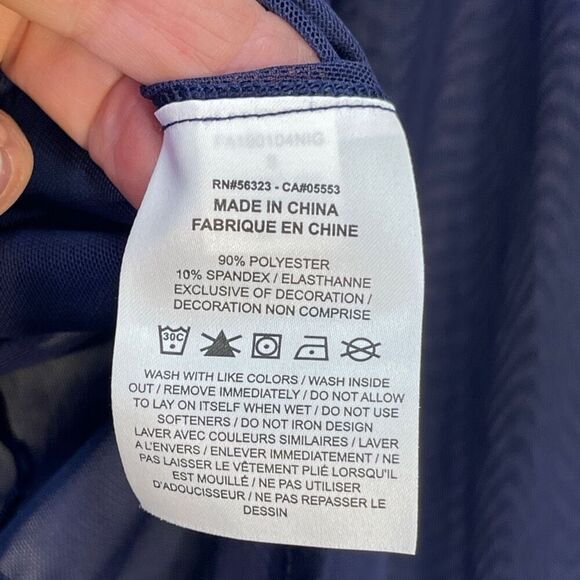 RN#56323 - CA#05553
MADE IN CHINA
FABRIQUE EN CHINE
90% POLYESTER
10% SPANDEX / ELASTHANNE
EXCLUSIVE OF DECORATION /
DECORATION NON COMPRISE
30C
WASH WITH LIKE COLORS / WASH INSIDE
OUT / REMOVE IMMEDIATELY / DO NOT ALLOW
TO LAY ON ITSELF WHEN WET / DO NOT USE
SOFTENERS / DO NOT IRON DESIGN
LAVER AVEC COULEURS SIMILAIRES / LAVER
A L'ENVERS / ENLEVER IMMEDIATEMENT / NE
PAS LAISSER LE VÊTEMENT PLIÉ LORSQU'IL
EST MOUILLÉ / NE PAS UTILISER
D'ADOUCISSEUR / NE PAS REPASSER LE
DESSIN